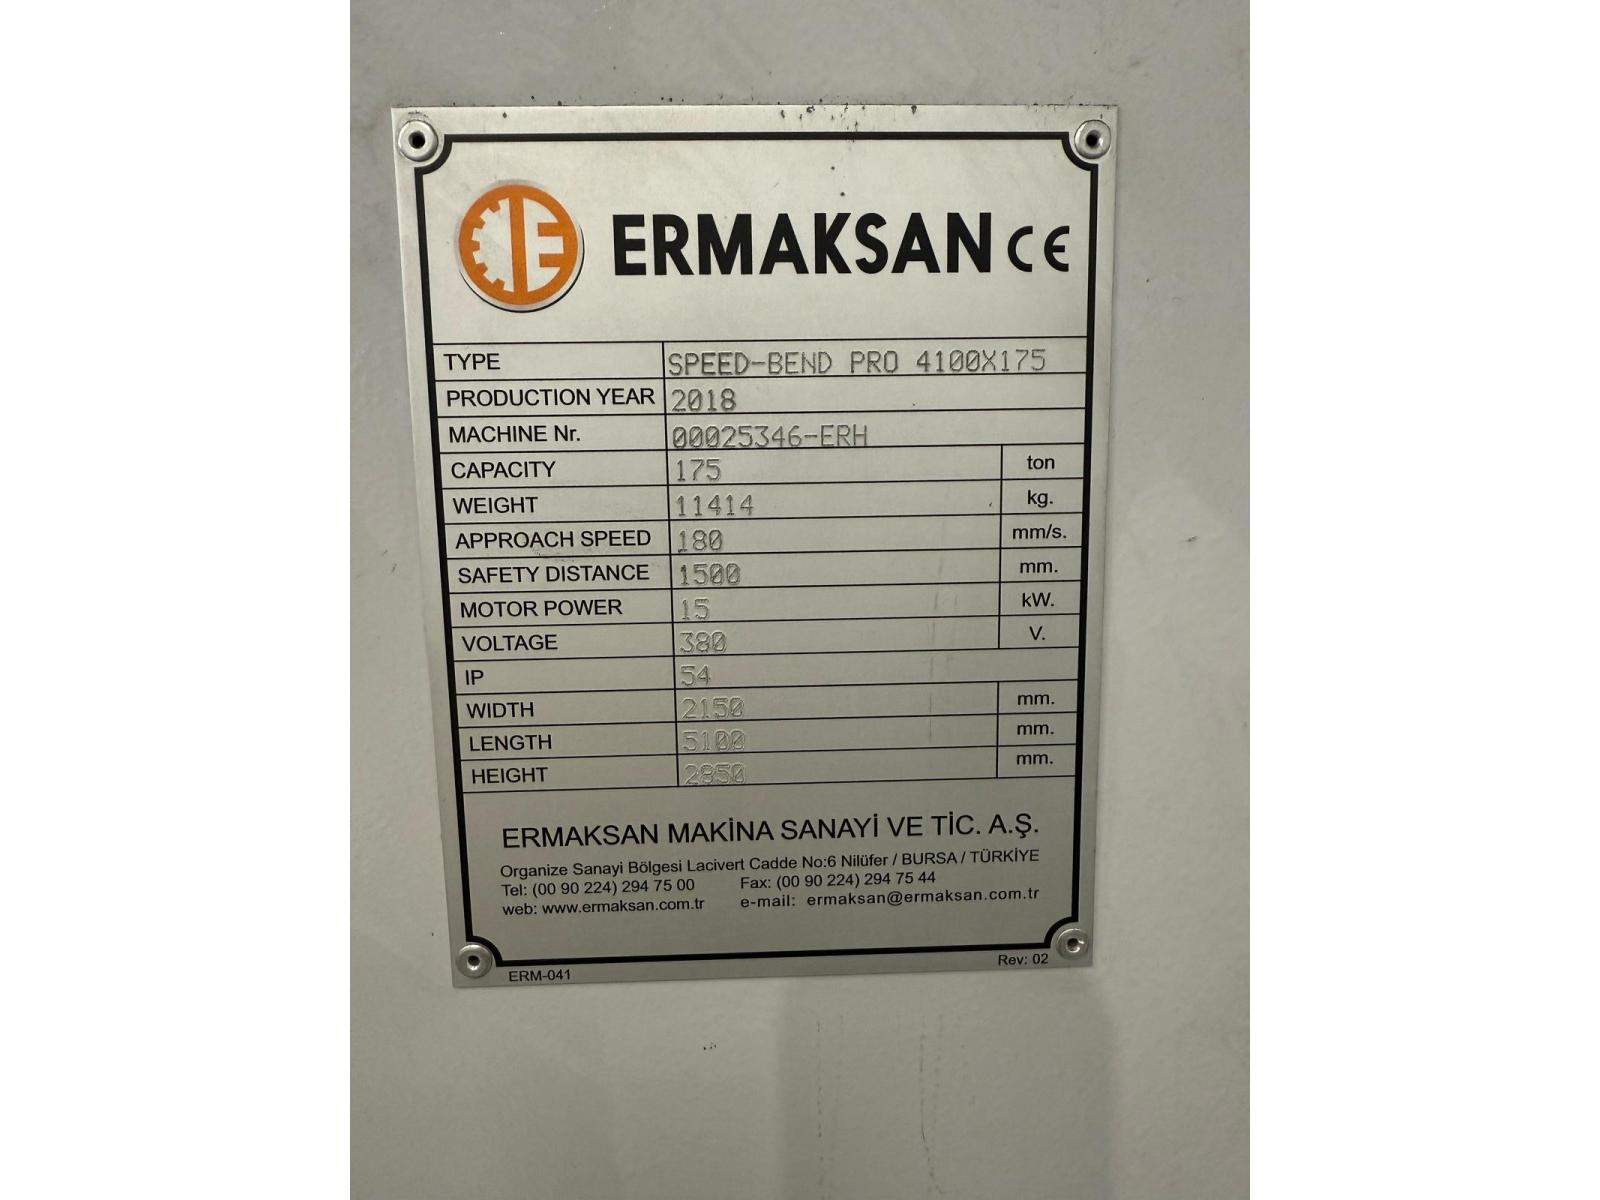 ERMAKSAN CE
TYPE SPEED-BEND PRO 4100X175
PRODUCTION YEAR 2018
MACHINE Nr. 00025346-ERH
CAPACITY 175 ton
WEIGHT 11414 kg.
APPROACH SPEED 180 mm/s.
SAFETY DISTANCE 1500 mm.
MOTOR POWER 15 kW.
VOLTAGE 380 V.
IP 54
WIDTH 2150 mm.
LENGTH 5100 mm.
HEIGHT 2850 mm.
ERMAKSAN MAKİNA SANAYİ VE TİC. A.Ş.
Organize Sanayi Bölgesi Lacivert Cadde No:6 Nilüfer / BURSA / TÜRKİYE
Tel: (00 90 224) 294 75 00 Fax: (00 90 224) 294 75 44
web: www.ermaksan.com.tr e-mail: ermaksan@ermaksan.com.tr
ERM-041 Rev: 02